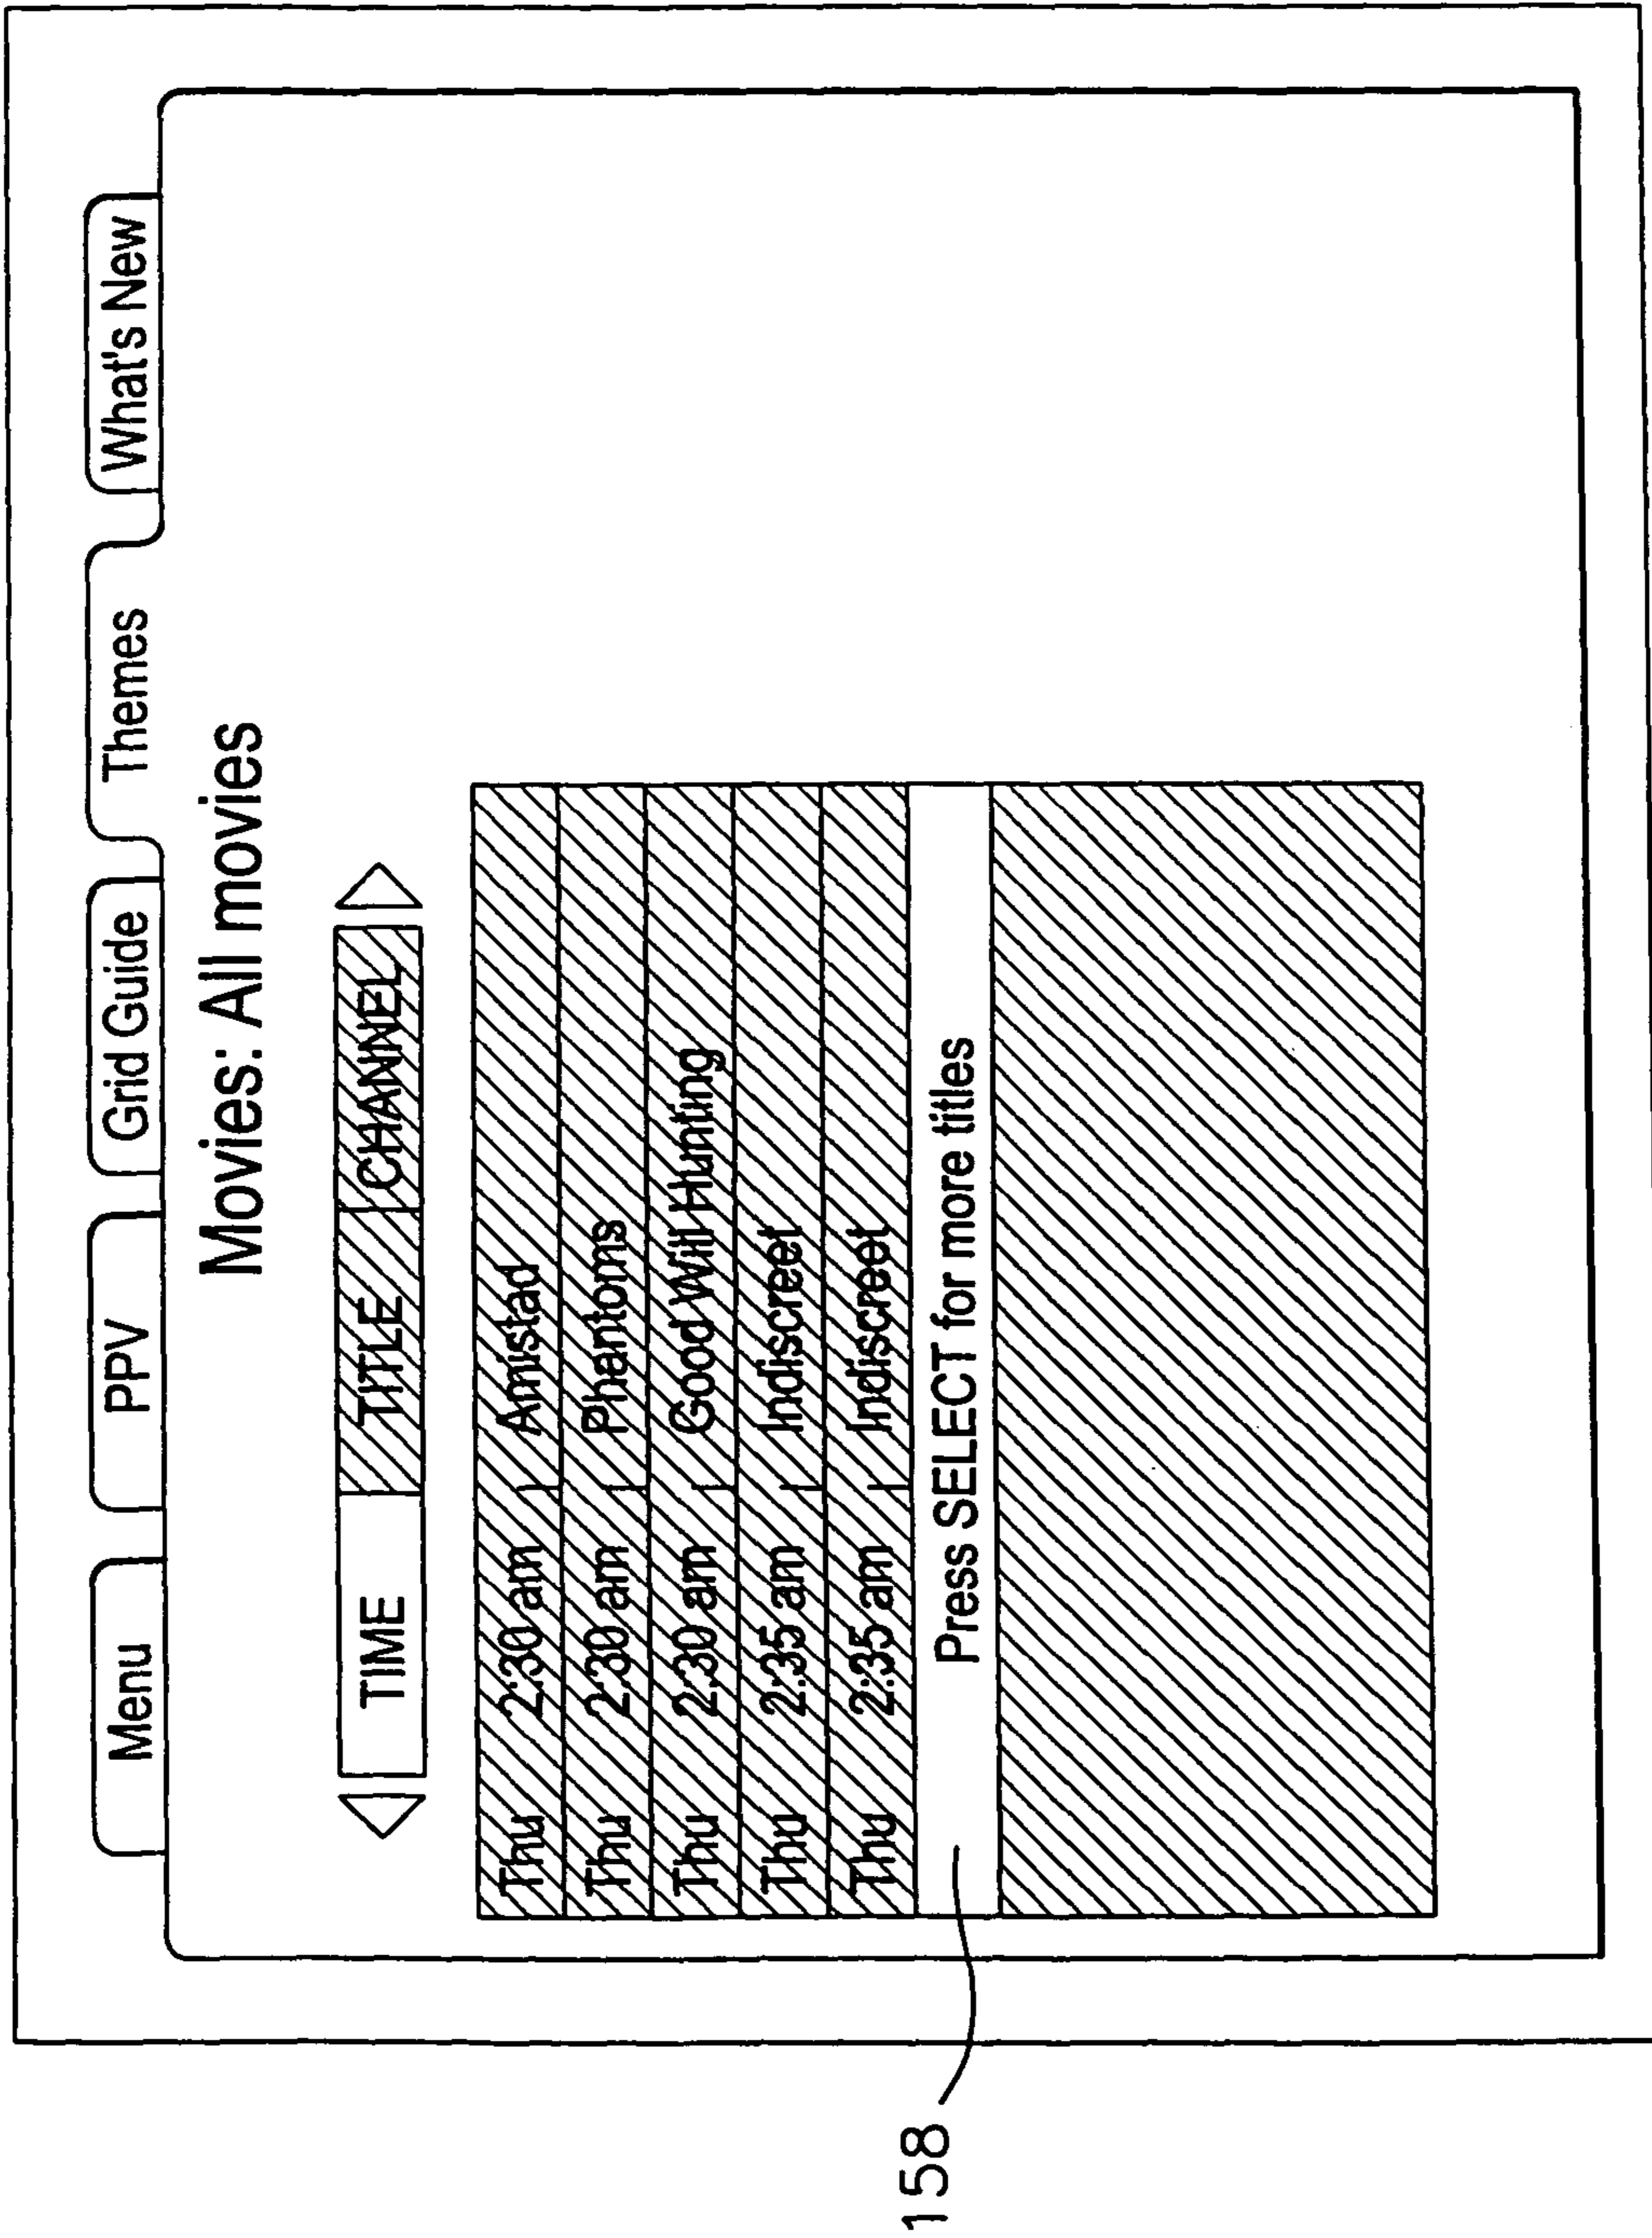 Menu PPV Grid Guide Themes What's New
Movies: All movies
TIME TITLE CHANNEL
Thu 2:30 am Amistad
Thu 2:30 am Phantoms
Thu 2:30 am Good Will Hunting
Thu 2:35 am Indiscreet
Thu 2:35 am Indiscreet
Press SELECT for more titles
158